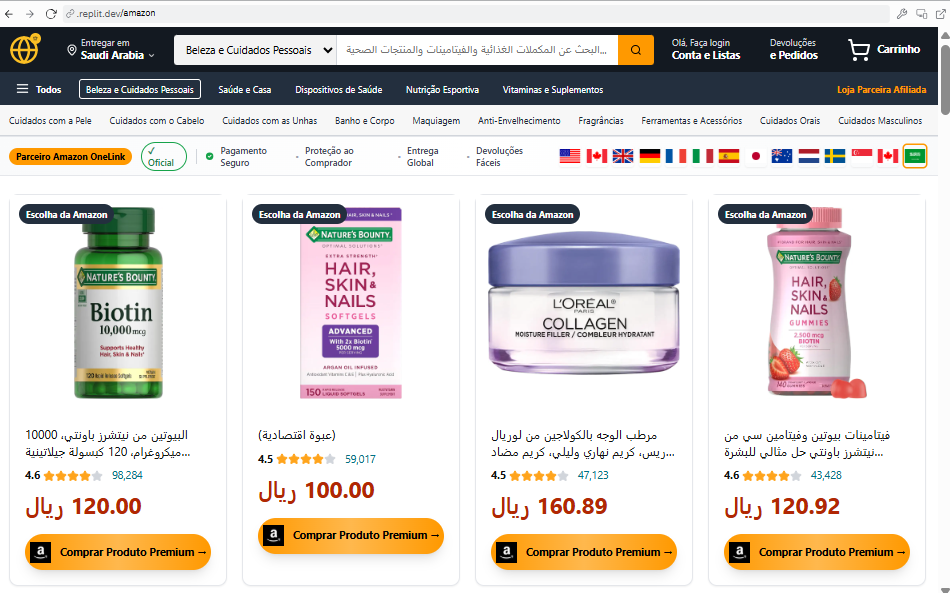 .replit.dev/amazon
Entregar em
Saudi Arabia
Beleza e Cuidados Pessoais
البحث عن المكملات الغذائية والفيتامينات والمنتجات الصحية...
Olá, Faça login
Conta e Listas
Devoluções
e Pedidos
Carrinho
Todos
Beleza e Cuidados Pessoais
Saúde e Casa
Dispositivos de Saúde
Nutrição Esportiva
Vitaminas e Suplementos
Loja Parceira Afiliada
Cuidados com a Pele
Cuidados com o Cabelo
Cuidados com as Unhas
Banho e Corpo
Maquiagem
Anti-Envelhecimento
Fragrâncias
Ferramentas e Acessórios
Cuidados Orais
Cuidados Masculinos
Parceiro Amazon OneLink
✓
Oficial
Pagamento
Seguro
Proteção ao
Comprador
Entrega
Global
Devoluções
Fáceis
Escolha da Amazon
NATURE'S BOUNTY
Biotin
10,000 mcg
Supports Healthy
Hair, Skin & Nails
البيوتين من نيتشرز باونتي، 10000
ميكروغرام، 120 كبسولة جيلاتينية...
4.6
98,284
120.00 ريال
Comprar Produto Premium →
Escolha da Amazon
HAIR, SKIN & NAILS
NATURE'S BOUNTY
OPTIMAL SOLUTIONS
EXTRA STRENGTH
HAIR,
SKIN &
NAILS
SOFTGELS
ADVANCED
With 2x Biotin
5000 mcg
ARGAN OIL INFUSED
150 LIQUID SOFTGELS
(عبوة اقتصادية)
4.5
59,017
100.00 ريال
Comprar Produto Premium →
Escolha da Amazon
L'ORÉAL
PARIS
COLLAGEN
MOISTURE FILLER / COMBLEUR HYDRATANT
مرطب الوجه بالكولاجين من لوريال
ريس، كريم نهاري وليلي، كريم مضاد...
4.5
47,123
160.89 ريال
Comprar Produto Premium →
Escolha da Amazon
NATURE'S BOUNTY
HAIR,
SKIN &
NAILS
GUMMIES
2,500 mcg
BIOTIN
140
فيتامينات بيوتين وفيتامين سي من
نيتشرز باونتي حل مثالي للبشرة...
4.6
43,428
120.92 ريال
Comprar Produto Premium →